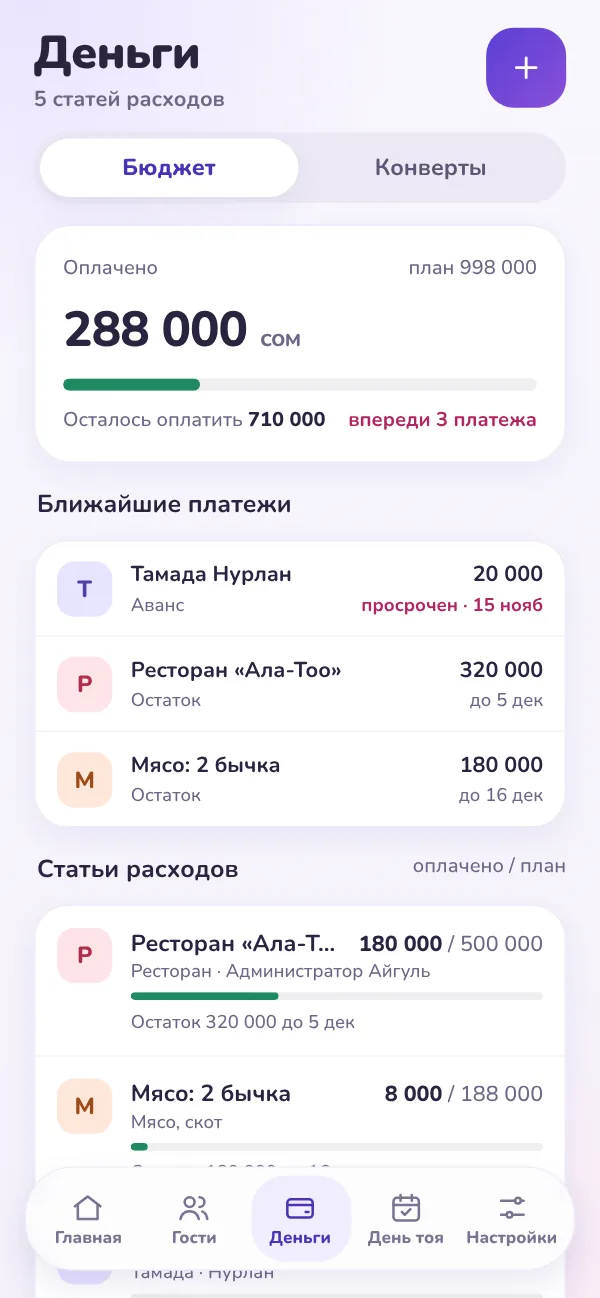 Деньги
5 статей расходов
+
Бюджет
Конверты
Оплачено
план 998 000
288 000 сом
Осталось оплатить 710 000
впереди 3 платежа
Ближайшие платежи
Т
Тамада Нурлан
20 000
Аванс
просрочен · 15 нояб
Р
Ресторан «Ала-Тоо»
320 000
Остаток
до 5 дек
М
Мясо: 2 бычка
180 000
Остаток
до 16 дек
Статьи расходов
оплачено / план
Р
Ресторан «Ала-Т...
180 000 / 500 000
Ресторан · Администратор Айгуль
Остаток 320 000 до 5 дек
М
Мясо: 2 бычка
8 000 / 188 000
Мясо, скот
Главная
Гости
Деньги
День тоя
Настройки
Тамада · Нурлан